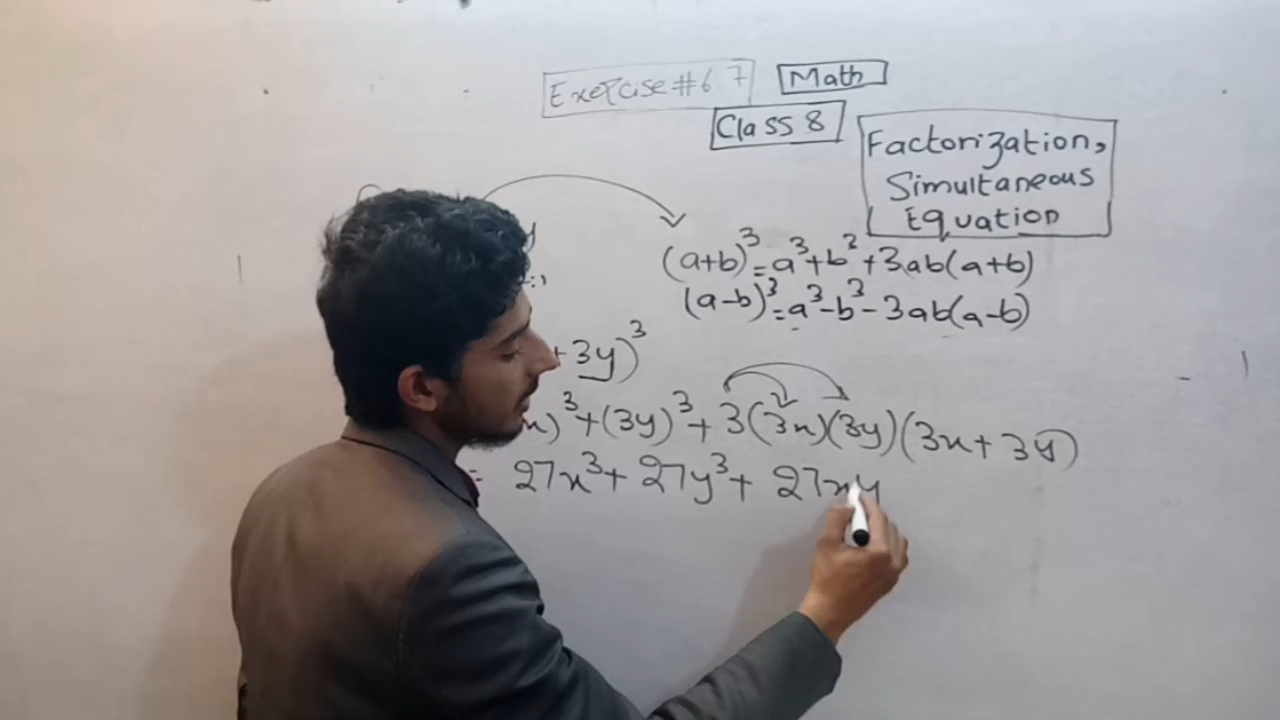 Exercise #6.7
Math
Class 8
Factorization,
Simultaneous
Equation
(a+b)³=a³+b²+3ab(a+b)
(a-b)³=a³-b³-3ab(a-b)
+3y)³
x)³+(3y)³+3(3x)(3y)(3x+3y)
= 27x³+27y³+27xy